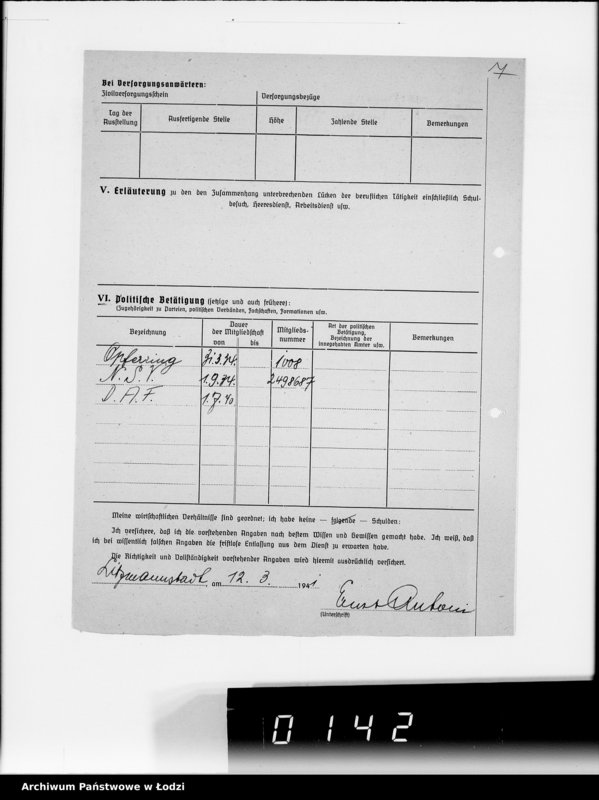 7
Bei Versorgungsanwärtern:
Zivilversorgungsschein
Versorgungsbezüge
Tag der Ausstellung
Ausfertigende Stelle
Höhe
Zahlende Stelle
Bemerkungen
V. Erläuterung zu den den Zusammenhang unterbrechenden Lücken der beruflichen Tätigkeit einschließlich Schul-
besuch, Heeresdienst, Arbeitsdienst usw.
VI. Politische Betätigung (jetzige und auch frühere):
(Zugehörigkeit zu Parteien, politischen Verbänden, Fachschaften, Formationen usw.
Bezeichnung
Dauer der Mitgliedschaft
von bis
Mitglieds-nummer
Art der politischen Betätigung, Bezeichnung der innegehabten Ämter usw.
Bemerkungen
Opferring 1008
N. S. V. 1.9.34. 2498687
D. A. F. 1.7.40
Meine wirtschaftlichen Verhältnisse sind geordnet; ich habe keine — folgende — Schulden:
Ich versichere, daß ich die vorstehenden Angaben nach bestem Wissen und Gewissen gemacht habe. Ich weiß, daß
ich bei wissentlich falschen Angaben die fristlose Entlassung aus dem Dienst zu erwarten habe.
Die Richtigkeit und Vollständigkeit vorstehender Angaben wird hiermit ausdrücklich versichert.
Litzmannstadt, am 12. 3. 1941
Ernst Antoni
(Unterschrift)
0142
Archiwum Państwowe w Łodzi